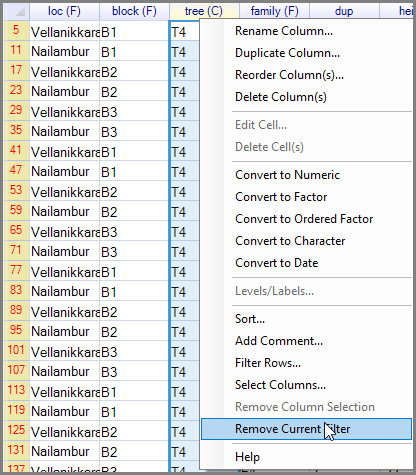 loc (F) block (F) tree (C) family (F) dup hei
5 Vellanikkara B1 T4
11 Nailambur B1 T4
17 Vellanikkara B2 T4
23 Nailambur B2 T4
29 Vellanikkara B3 T4
35 Nailambur B3 T4
41 Vellanikkara B1 T4
47 Nailambur B1 T4
53 Vellanikkara B2 T4
59 Nailambur B2 T4
65 Vellanikkara B3 T4
71 Nailambur B3 T4
77 Vellanikkara B1 T4
83 Nailambur B1 T4
89 Vellanikkara B2 T4
95 Nailambur B2 T4
101 Vellanikkara B3 T4
107 Nailambur B3 T4
113 Vellanikkara B1 T4
119 Nailambur B1 T4
125 Vellanikkara B2 T4
131 Nailambur B2 T4
137 Vellanikkara B3 T4
Rename Column...
Duplicate Column...
Reorder Column(s)...
Delete Column(s)
Edit Cell...
Delete Cell(s)
Convert to Numeric
Convert to Factor
Convert to Ordered Factor
Convert to Character
Convert to Date
Levels/Labels...
Sort...
Add Comment...
Filter Rows...
Select Columns...
Remove Column Selection
Remove Current Filter
Help